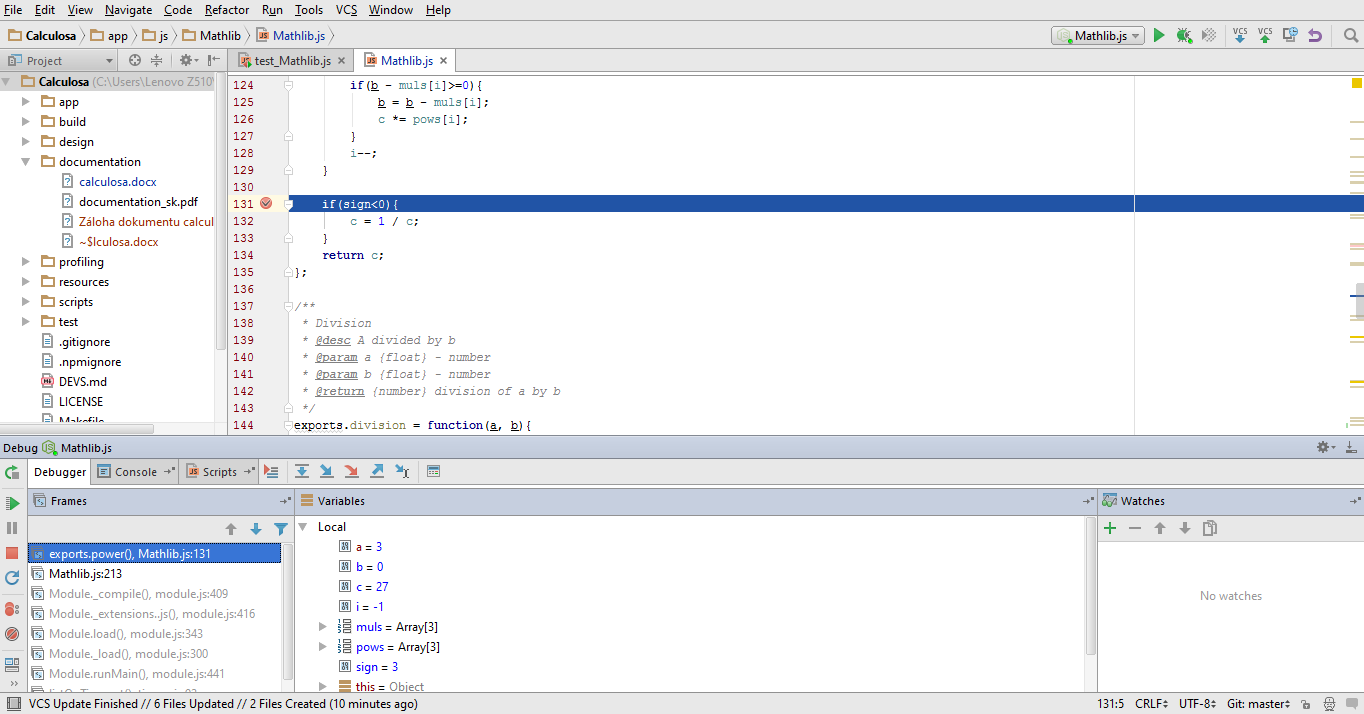 File Edit View Navigate Code Refactor Run Tools VCS Window Help
Calculosa app js Mathlib Mathlib.js
Mathlib.js VCS VCS
Project
test_Mathlib.js Mathlib.js
Calculosa (C:\Users\Lenovo Z510\
app
build
design
documentation
calculosa.docx
documentation_sk.pdf
Záloha dokumentu calcul
~$lculosa.docx
profiling
resources
scripts
test
.gitignore
.npmignore
DEVS.md
LICENSE
Makefile
124 if(b - muls[i]>=0){
125 b = b - muls[i];
126 c *= pows[i];
127 }
128 i--;
129 }
130
131 if(sign<0){
132 c = 1 / c;
133 }
134 return c;
135 };
136
137 /**
138 * Division
139 * @desc A divided by b
140 * @param a {float} - number
141 * @param b {float} - number
142 * @return {number} division of a by b
143 */
144 exports.division = function(a, b){
Debug Mathlib.js
Debugger Console Scripts
Frames
exports.power(), Mathlib.js:131
Mathlib.js:213
Module._compile(), module.js:409
Module._extensions..js(), module.js:416
Module.load(), module.js:343
Module._load(), module.js:300
Module.runMain(), module.js:441
Variables
Local
a = 3
b = 0
c = 27
i = -1
muls = Array[3]
pows = Array[3]
sign = 3
this = Object
Watches
No watches
VCS Update Finished // 6 Files Updated // 2 Files Created (10 minutes ago)
131:5 CRLF UTF-8 Git: master